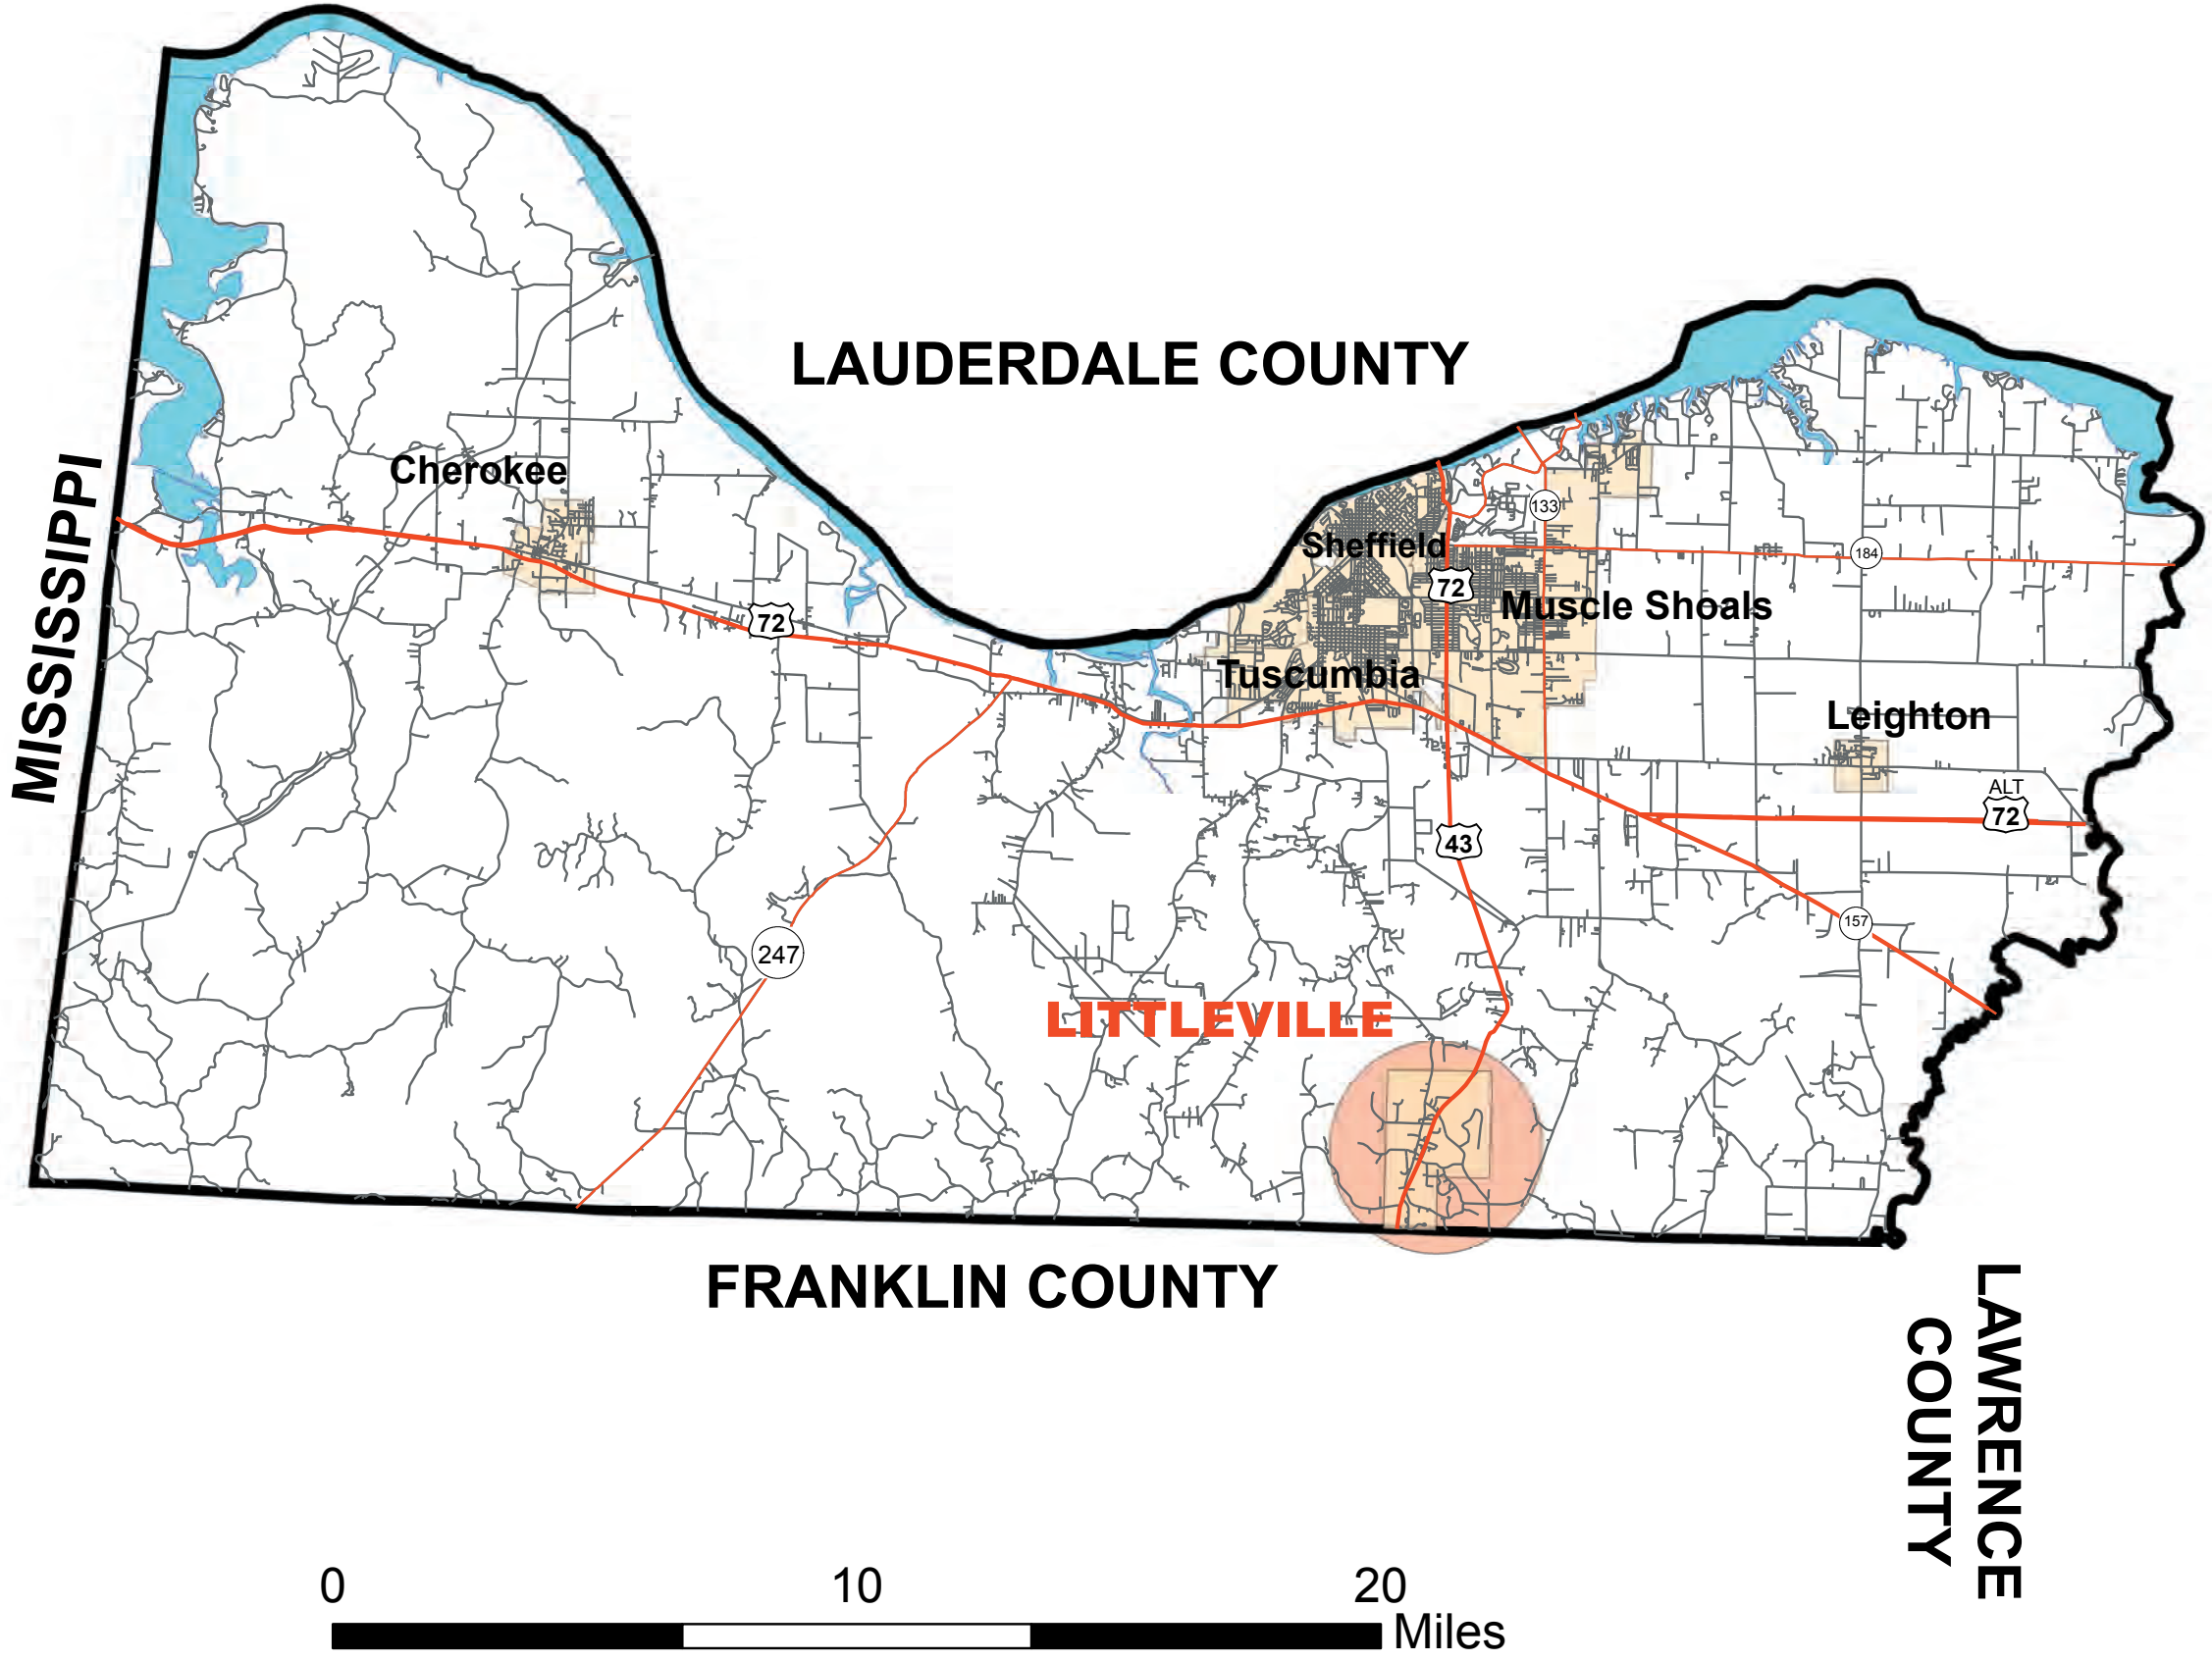 LAUDERDALE COUNTY
MISSISSIPPI
Cherokee
133
Sheffield
184
72
Muscle Shoals
72
Tuscumbia
Leighton
ALT
72
43
157
247
LITTLEVILLE
FRANKLIN COUNTY
LAWRENCE
COUNTY
0 10 20
Miles